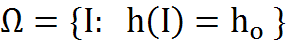 Ω = {I: h(I) = hₒ }